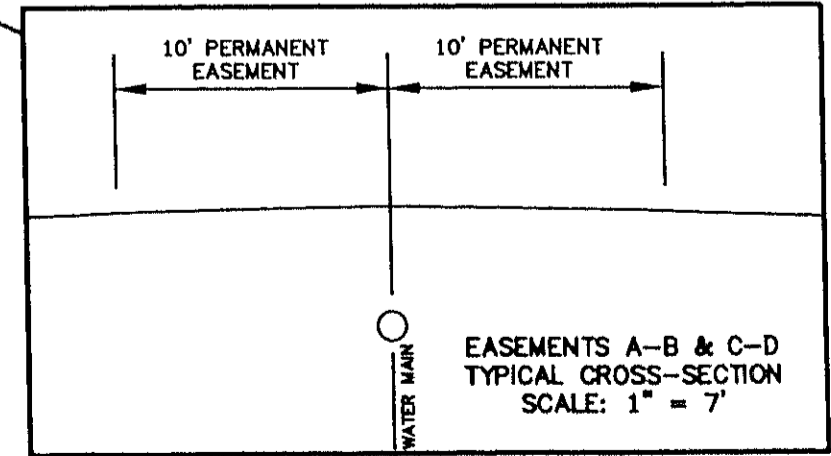 10' PERMANENT
EASEMENT
10' PERMANENT
EASEMENT
WATER MAIN
EASEMENTS A-B & C-D
TYPICAL CROSS-SECTION
SCALE: 1" = 7'